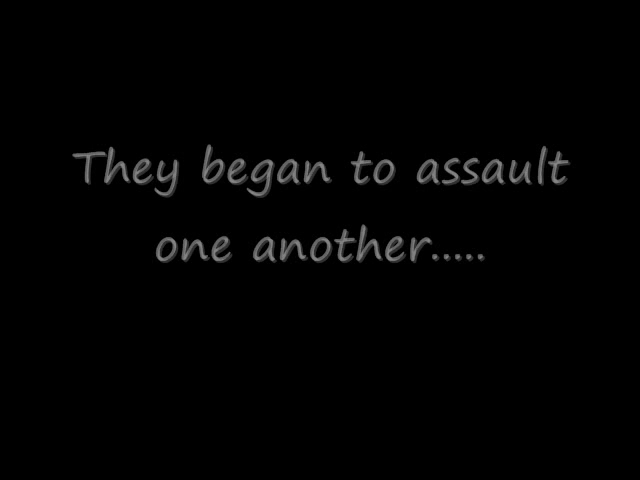 They began to assault
one another.....